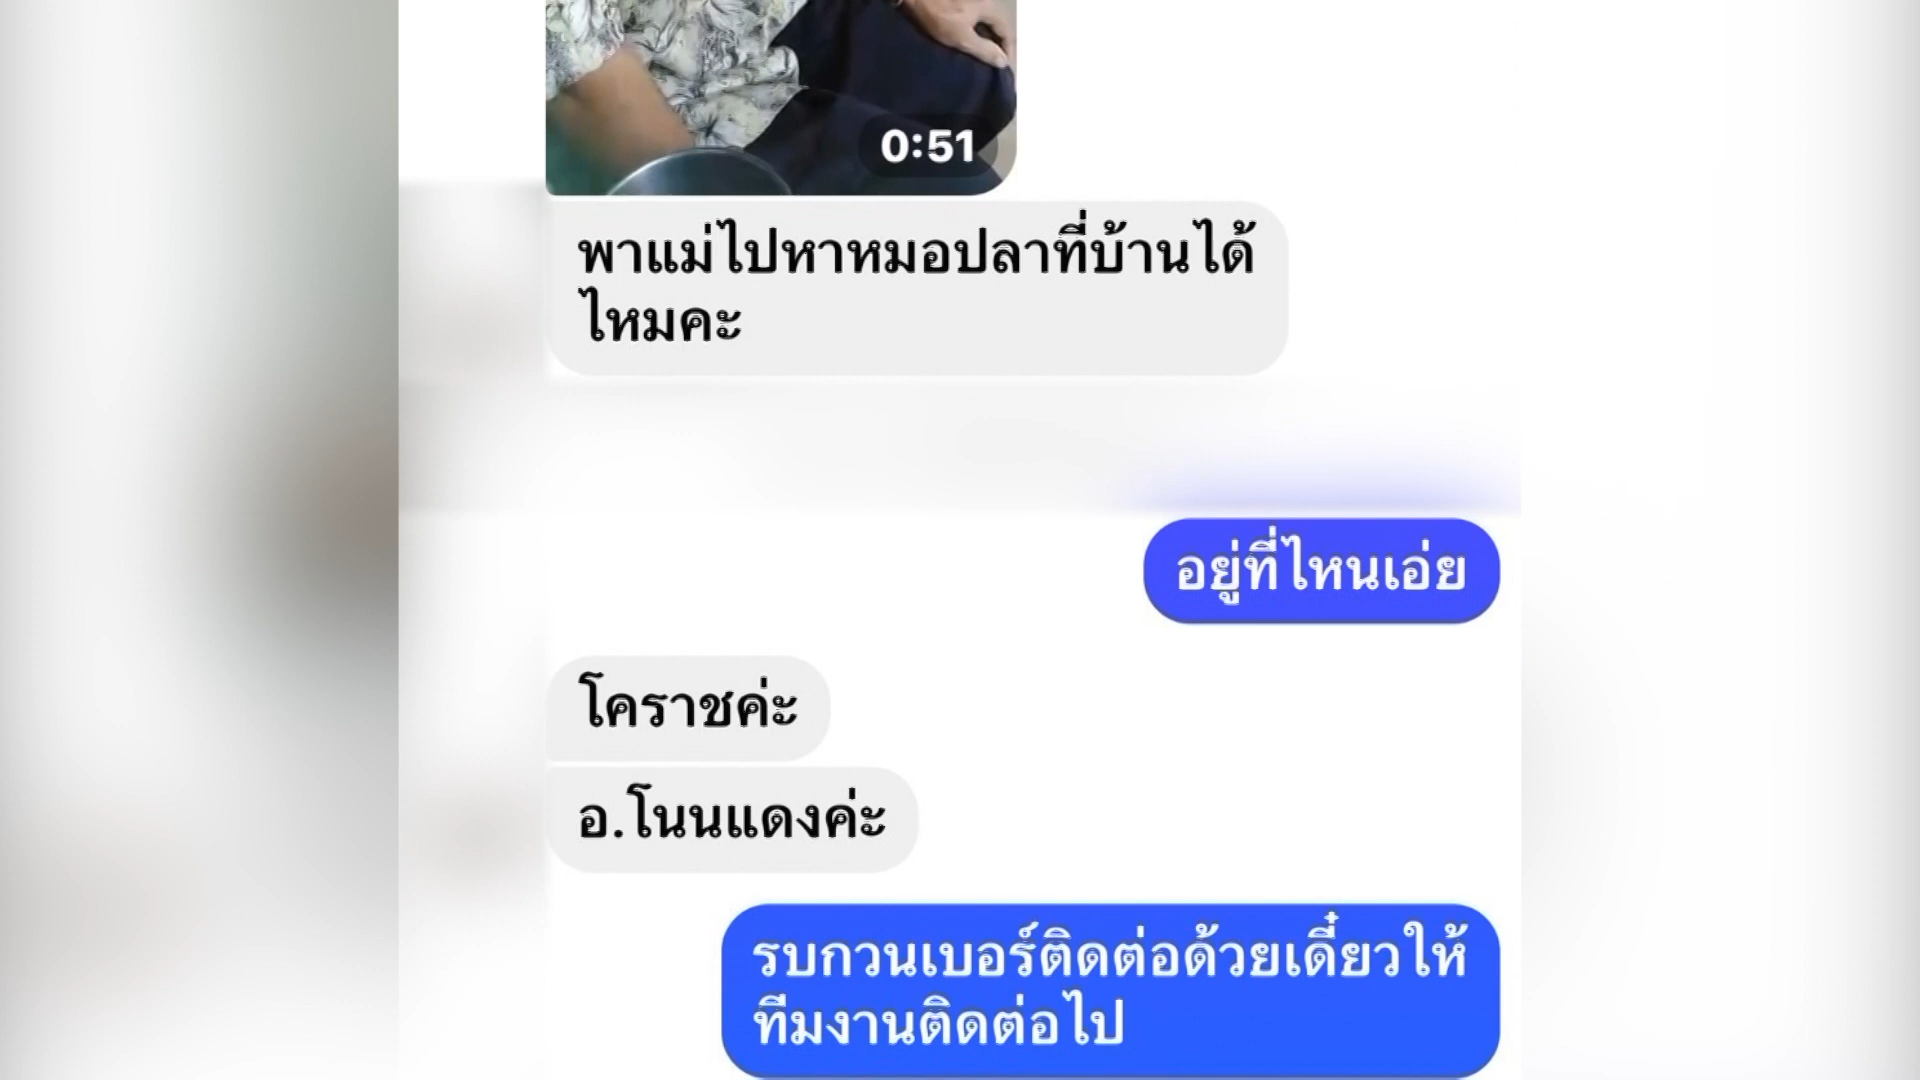 0:51
พาแม่ไปหาหมอปลาที่บ้านได้
ไหมคะ
อยู่ที่ไหนเอ่ย
โคราชค่ะ
อ.โนนแดงค่ะ
รบกวนเบอร์ติดต่อด้วยเดี๋ยวให้
ทีมงานติดต่อไป